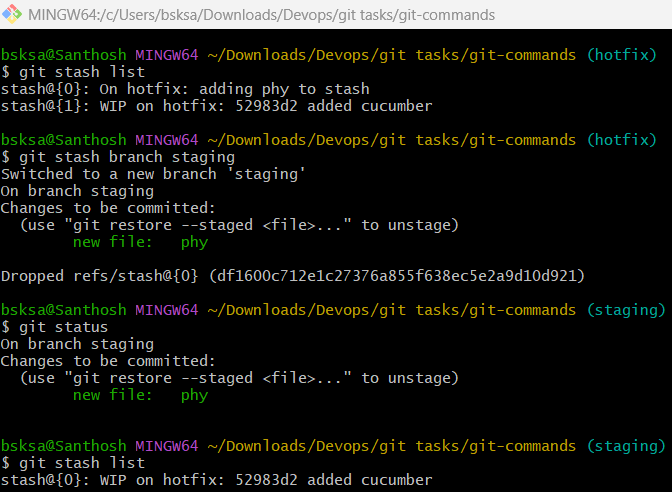 MINGW64:/c/Users/bsksa/Downloads/Devops/git tasks/git-commands
bsksa@Santhosh MINGW64 ~/Downloads/Devops/git tasks/git-commands (hotfix)
$ git stash list
stash@{0}: On hotfix: adding phy to stash
stash@{1}: WIP on hotfix: 52983d2 added cucumber
bsksa@Santhosh MINGW64 ~/Downloads/Devops/git tasks/git-commands (hotfix)
$ git stash branch staging
Switched to a new branch 'staging'
On branch staging
Changes to be committed:
  (use "git restore --staged <file>..." to unstage)
        new file:   phy
Dropped refs/stash@{0} (df1600c712e1c27376a855f638ec5e2a9d10d921)
bsksa@Santhosh MINGW64 ~/Downloads/Devops/git tasks/git-commands (staging)
$ git status
On branch staging
Changes to be committed:
  (use "git restore --staged <file>..." to unstage)
        new file:   phy
bsksa@Santhosh MINGW64 ~/Downloads/Devops/git tasks/git-commands (staging)
$ git stash list
stash@{0}: WIP on hotfix: 52983d2 added cucumber